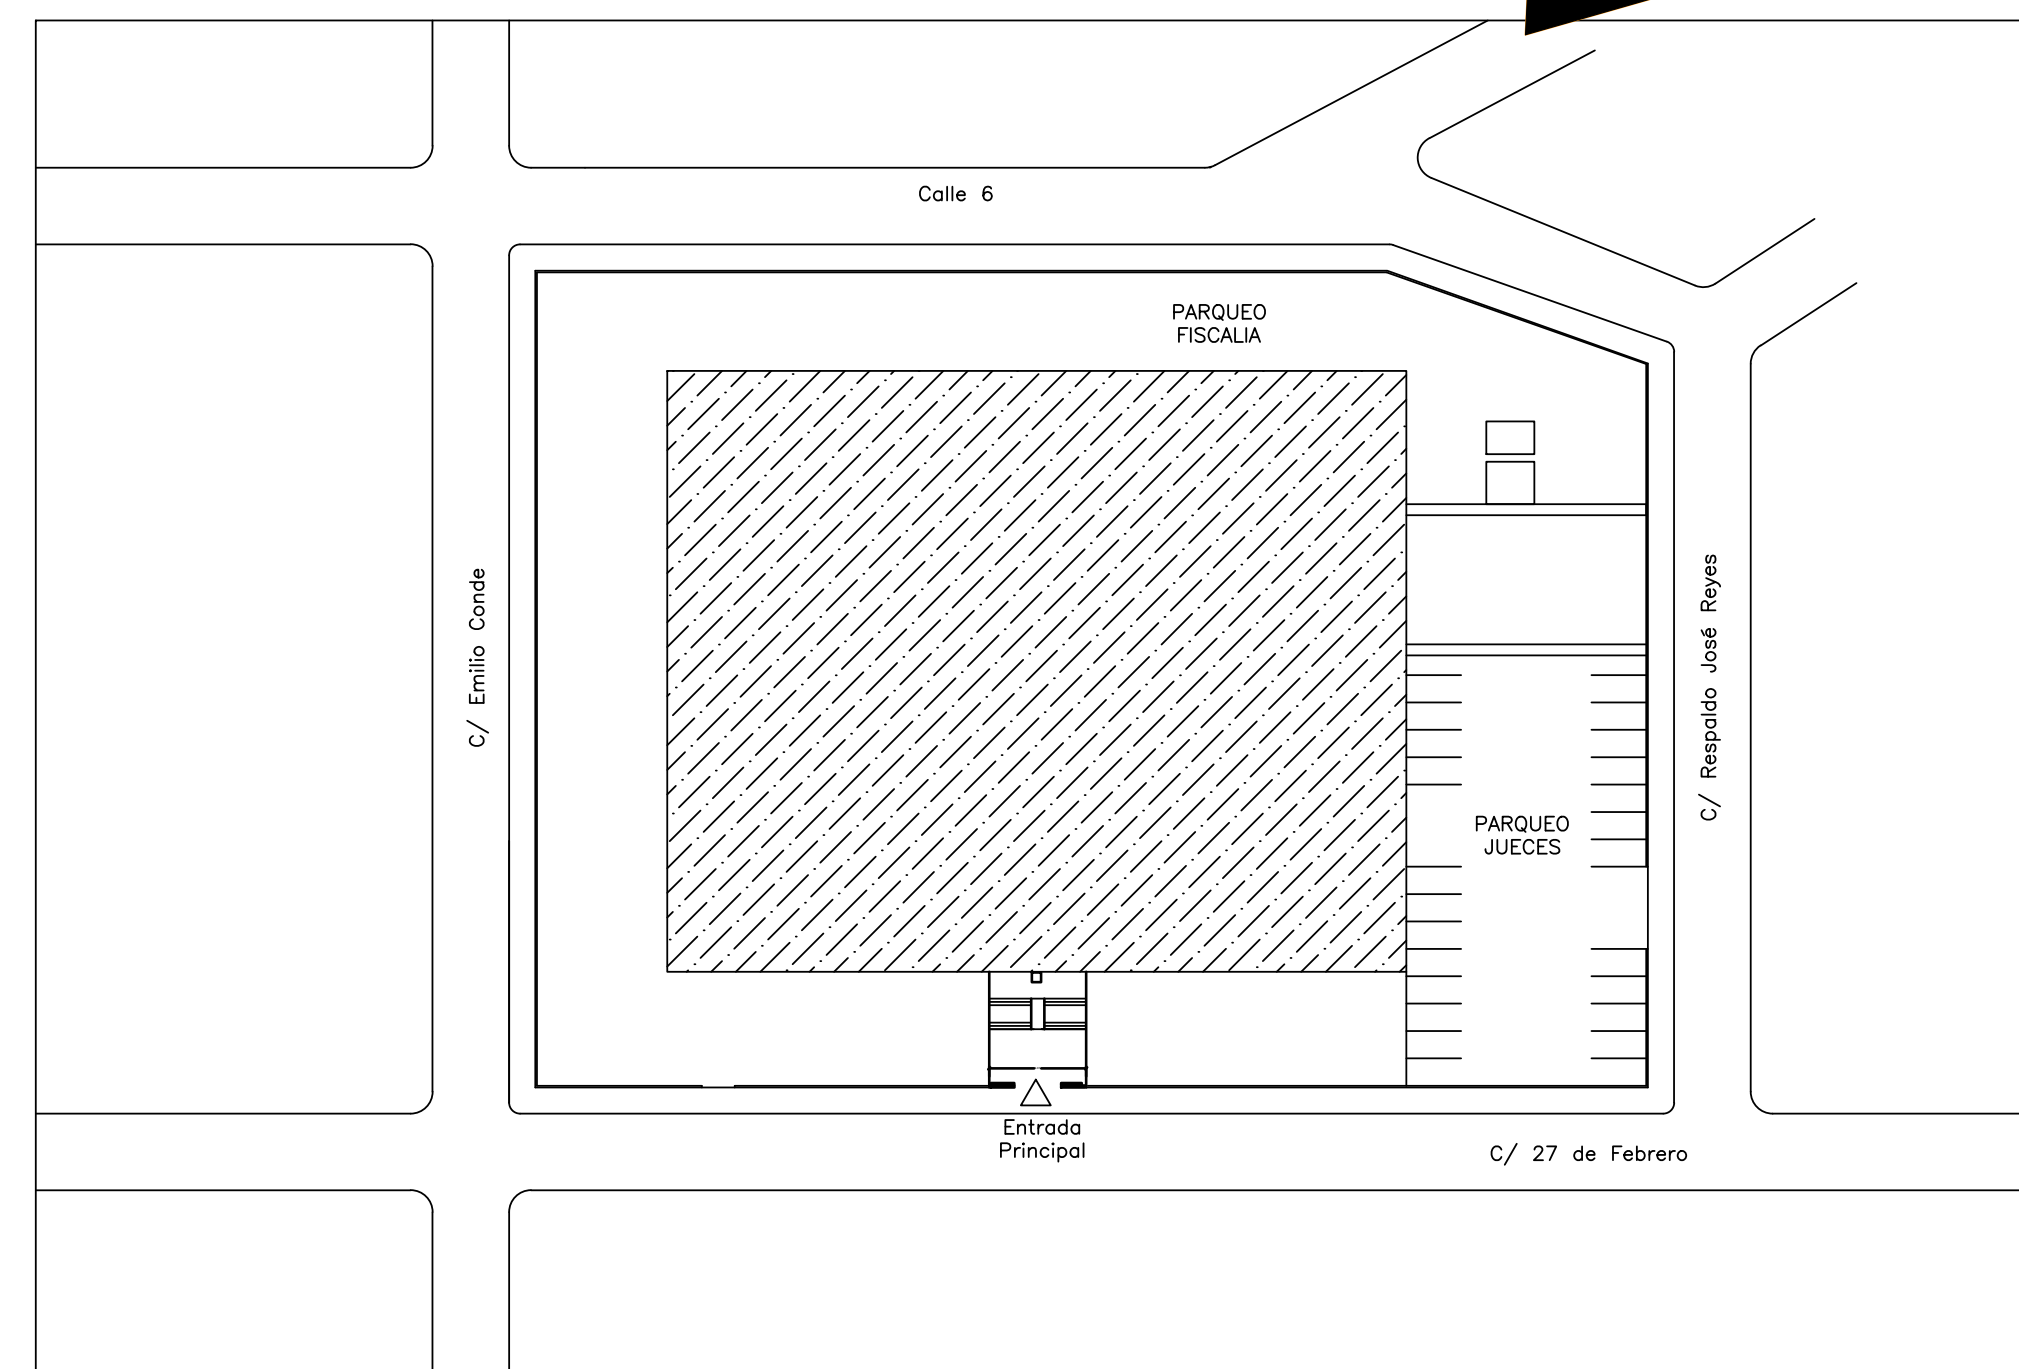 Calle 6
PARQUEO
FISCALIA
C/ Emilio Conde
C/ Respaldo José Reyes
PARQUEO
JUECES
Entrada
Principal
C/ 27 de Febrero